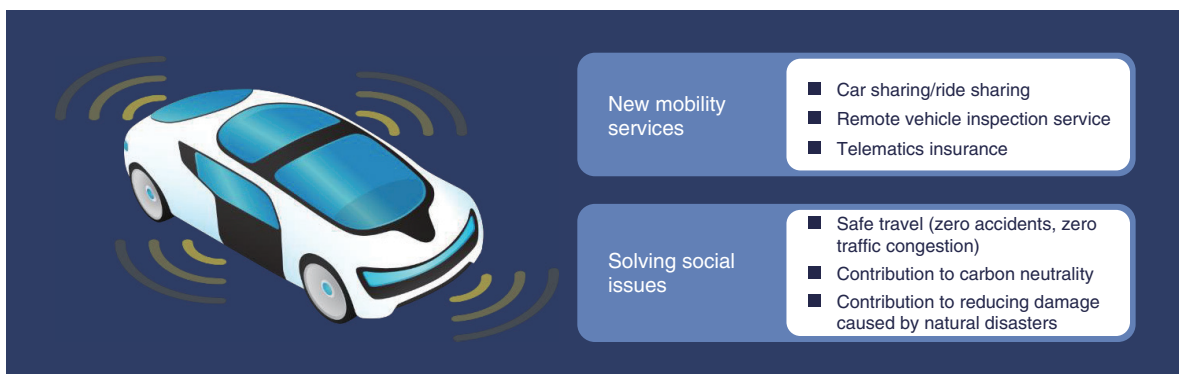 New mobility
services
■ Car sharing/ride sharing
■ Remote vehicle inspection service
■ Telematics insurance
Solving social
issues
■ Safe travel (zero accidents, zero
traffic congestion)
■ Contribution to carbon neutrality
■ Contribution to reducing damage
caused by natural disasters